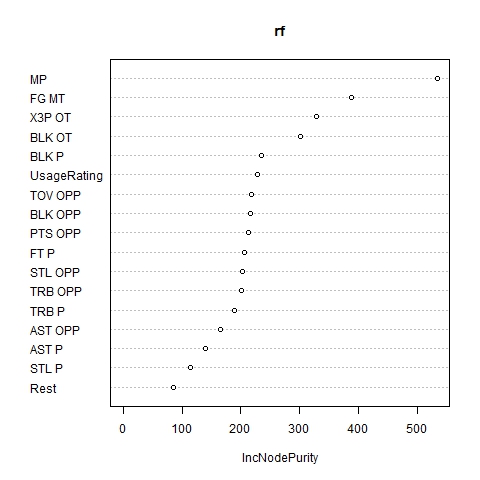 rf
MP
FG MT
X3P OT
BLK OT
BLK P
UsageRating
TOV OPP
BLK OPP
PTS OPP
FT P
STL OPP
TRB OPP
TRB P
AST OPP
AST P
STL P
Rest
0 100 200 300 400 500
IncNodePurity